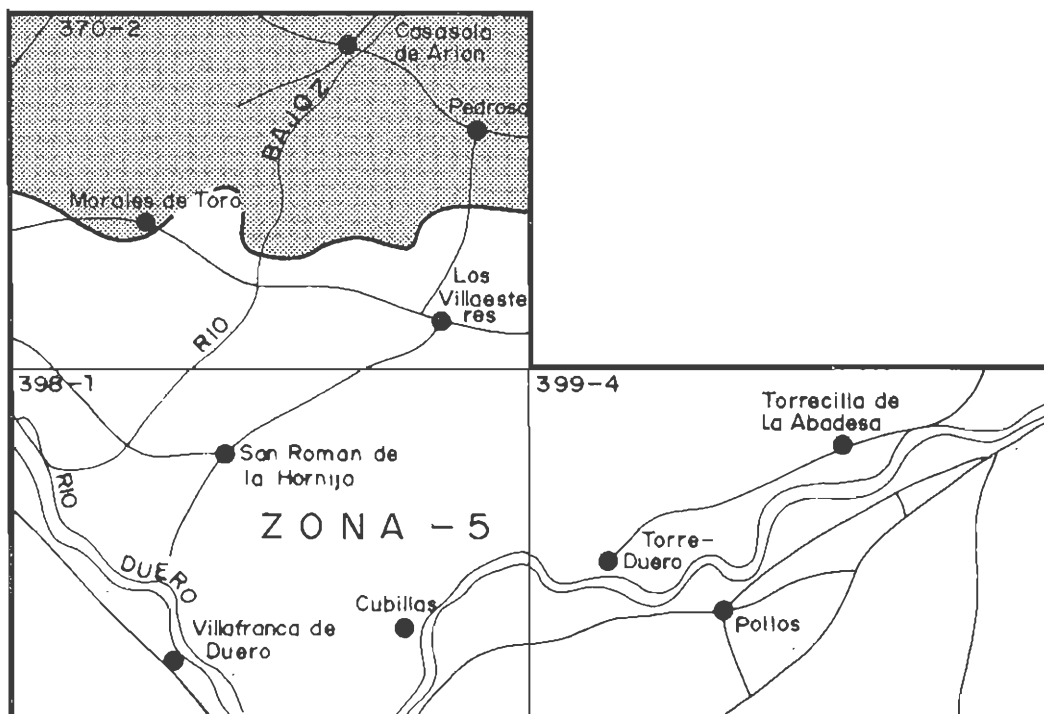 370-2
Casasola
de Arion
BAJOZ
Pedrosa
Morales de Toro
Los
Villaeste
res
RIO
398-1
399-4
Torrecilla de
La Abadesa
San Roman de
la Hornija
RIO
ZONA - 5
Torre-
Duero
DUERO
Cubillas
Pollos
Villafranca de
Duero